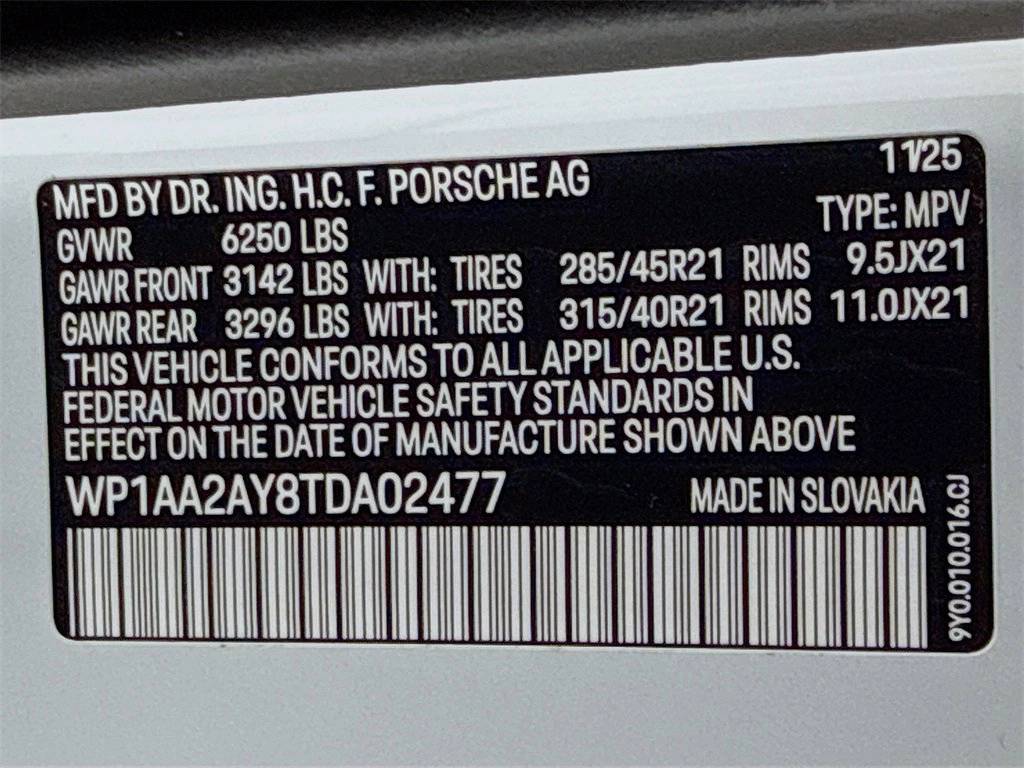 MFD BY DR. ING. H.C. F. PORSCHE AG 11/25
GVWR 6250 LBS TYPE: MPV
GAWR FRONT 3142 LBS WITH: TIRES 285/45R21 RIMS 9.5JX21
GAWR REAR 3296 LBS WITH: TIRES 315/40R21 RIMS 11.0JX21
THIS VEHICLE CONFORMS TO ALL APPLICABLE U.S.
FEDERAL MOTOR VEHICLE SAFETY STANDARDS IN
EFFECT ON THE DATE OF MANUFACTURE SHOWN ABOVE
WP1AA2AY8TDA02477 MADE IN SLOVAKIA
9Y0.010.016.CJ